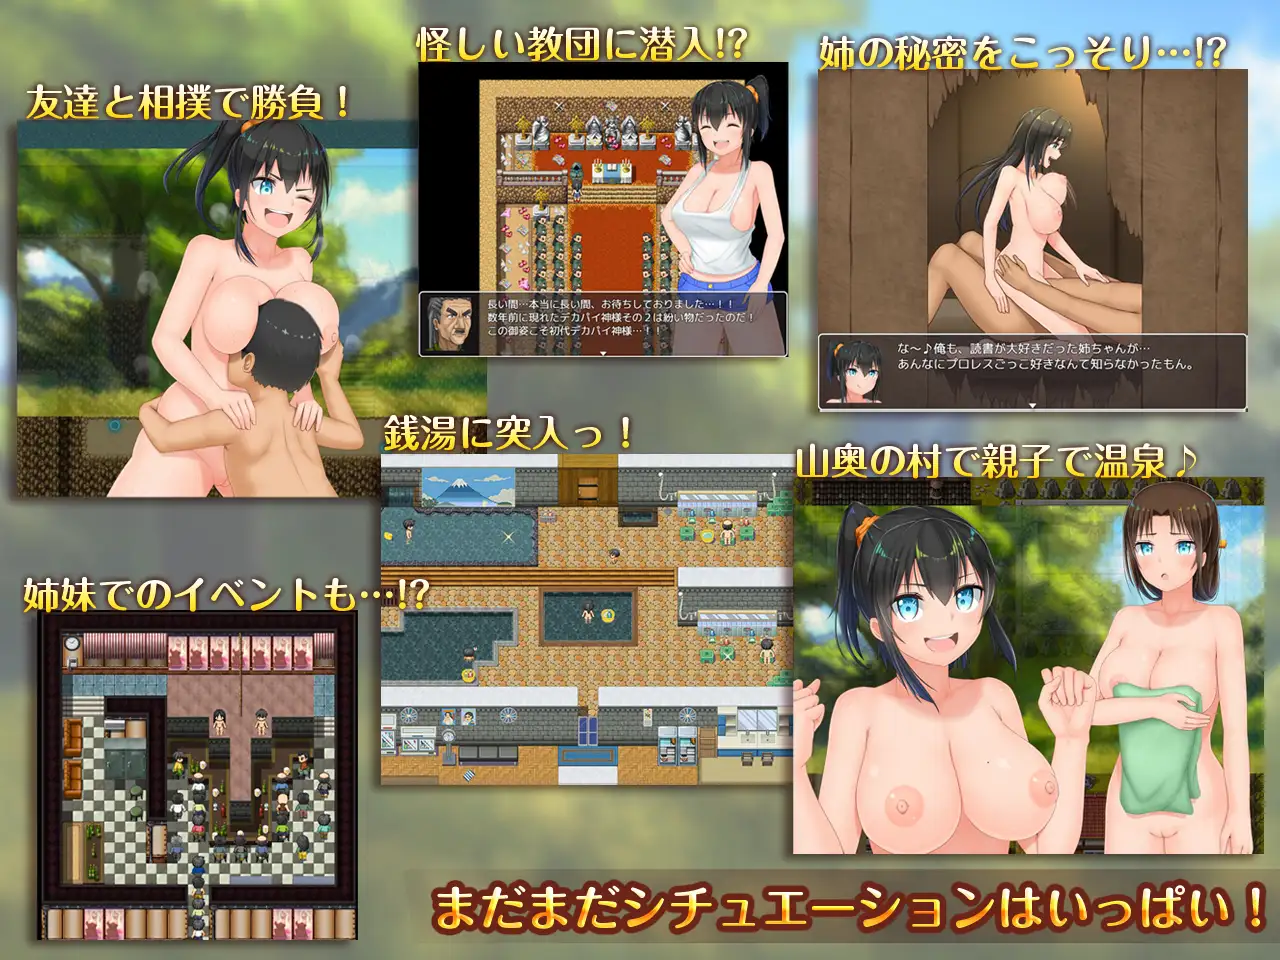 怪しい教団に潜入!?
姉の秘密をこっそり…!?
友達と相撲で勝負！
長い間…本当に長い間、お待ちしておりました…！！
数年前に現れたデカパイ神様その２は紛い物だったのだ！
この御姿こそ初代デカパイ神様…！！
な～♪俺も、読書が大好きだった姉ちゃんが…
あんなにプロレスごっこ好きなんて知らなかったもん。
銭湯に突入っ！
山奥の村で親子で温泉♪
姉妹でのイベントも…!?
まだまだシチュエーションはいっぱい！